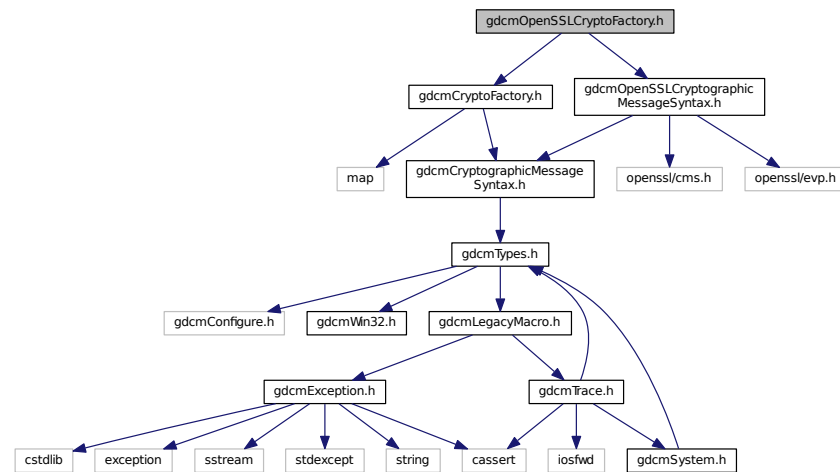 gdcmOpenSSLCryptoFactory.h
gdcmCryptoFactory.h
gdcmOpenSSLCryptographic
MessageSyntax.h
map
gdcmCryptographicMessage
Syntax.h
openssl/cms.h
openssl/evp.h
gdcmTypes.h
gdcmConfigure.h
gdcmWin32.h
gdcmLegacyMacro.h
gdcmException.h
gdcmTrace.h
cstdlib
exception
sstream
stdexcept
string
cassert
iosfwd
gdcmSystem.h